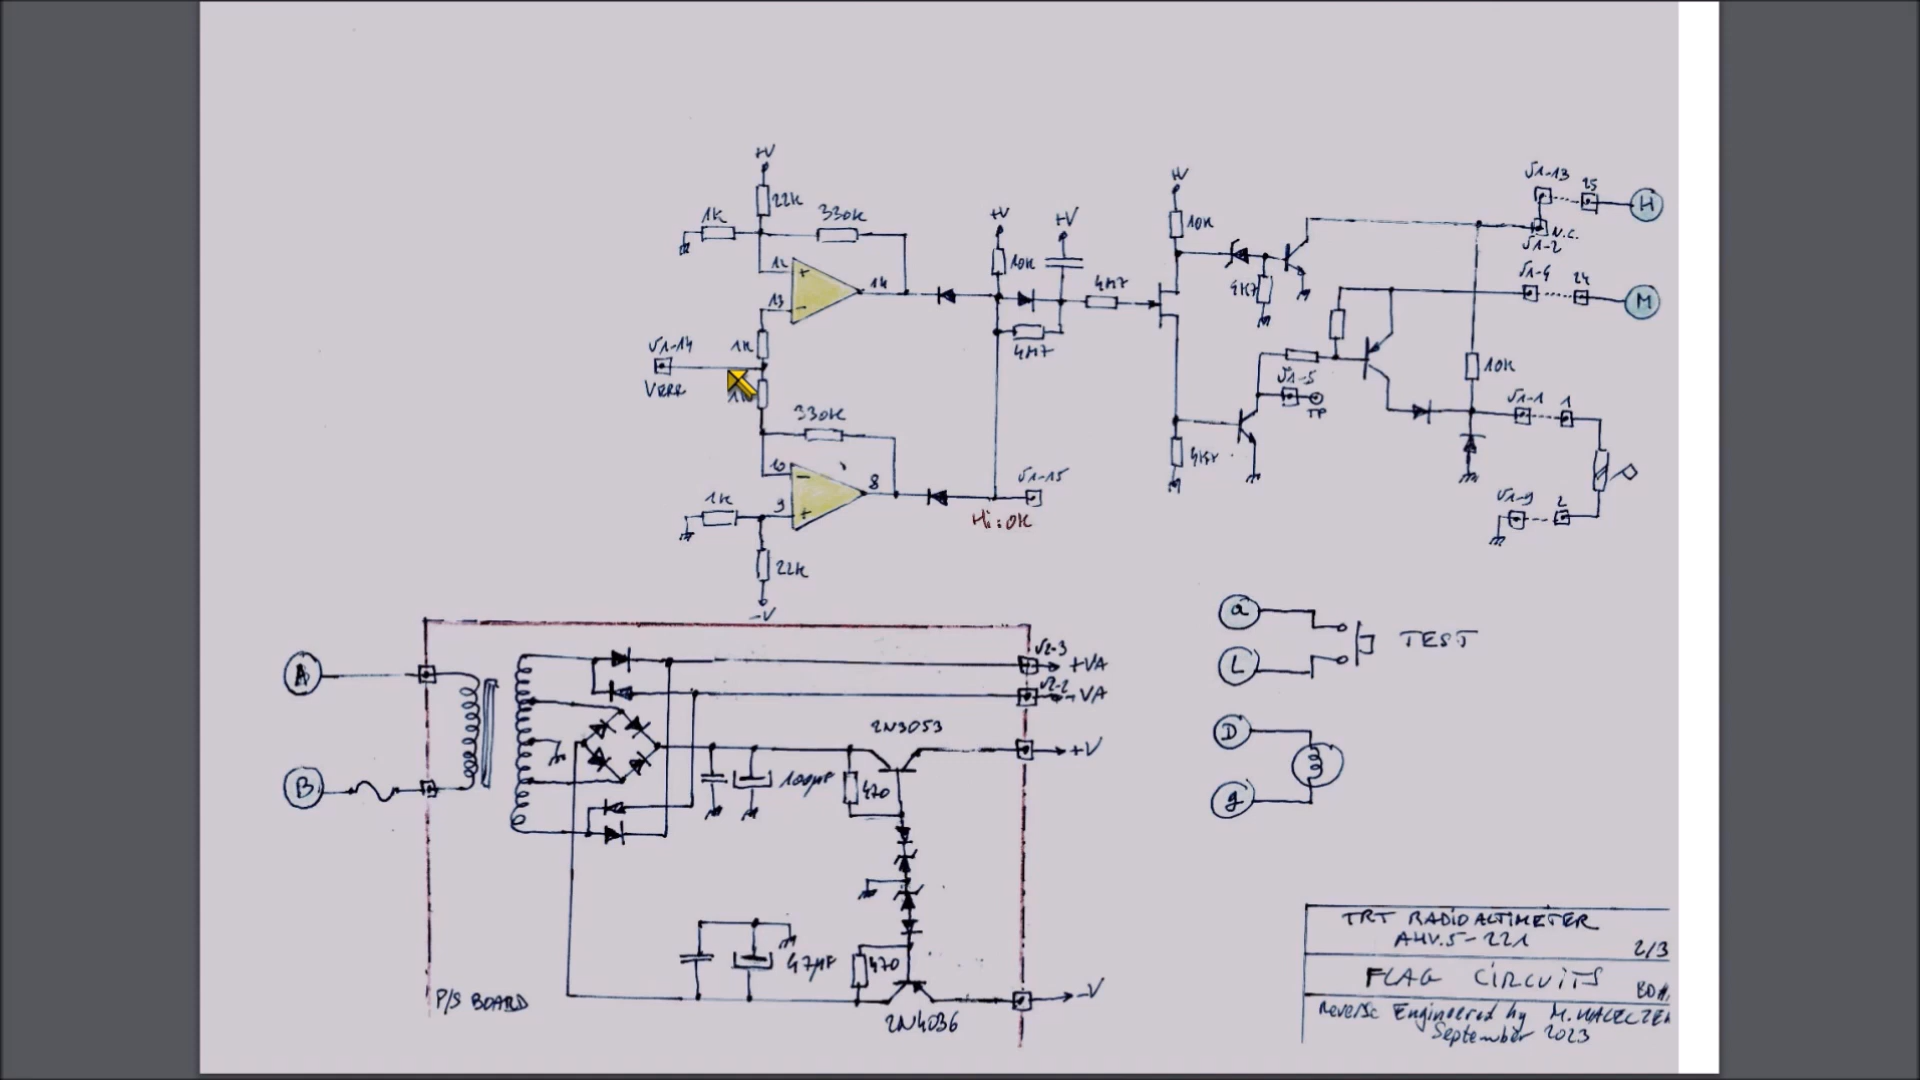 +V
22K
1K
330K
12
+
14
13
-
1K
J1-14
VERR
1K
330K
10
-
8
9
+
1K
22K
-V
+V
10K
+V
4M7
4M7
J1-15
Hi:OK
+V
10K
4K7
J1-13
25
H
N.C.
J1-2
J1-4
24
M
J1-5
TP
10K
J1-1
1
J1-9
2
A
B
P/S BOARD
J2-3
+VA
J2-2
-VA
2N3053
+V
100µF
470
47µF
470
-V
2N4036
a
L
TEST
D
g
TRT RADIOALTIMETER
AHV.5-221
2/3
FLAG CIRCUITS
Reverse Engineered by
September 2023